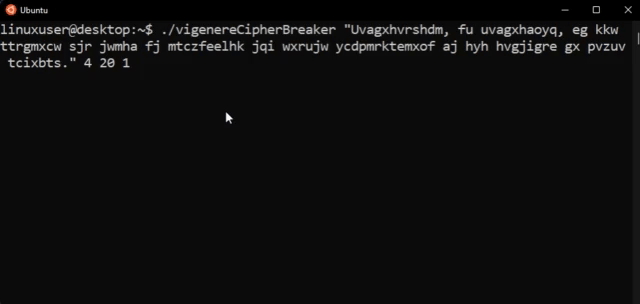 Ubuntu
linuxuser@desktop:~$ ./vigenereCipherBreaker "Uvagxhvrshdm, fu uvagxhaoyq, eg kkw
ttrgmxcw sjr jwmha fj mtczfeelhk jqi wxrujw ycdpmrktemxof aj hyh hvgjigre gx pvzuv
tcixbts." 4 20 1